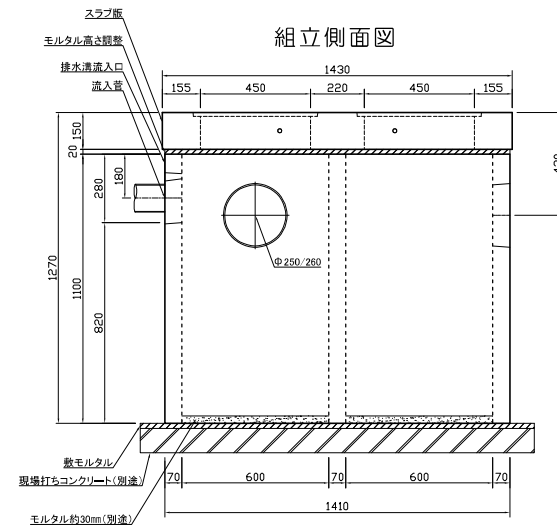 組立側面図
スラブ版
モルタル高さ調整
排水溝流入口
流入菅
1430
155
450
220
450
155
150
20
180
280
1270
1100
820
Φ250/260
敷モルタル
現場打ちコンクリート(別途)
モルタル約30mm(別途)
70
600
70
600
70
1410